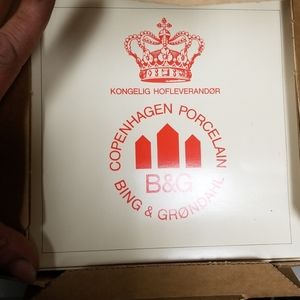 KONGELIG HOFLEVERANDØR
COPENHAGEN PORCELAIN
B&G
BING & GRØNDAHL